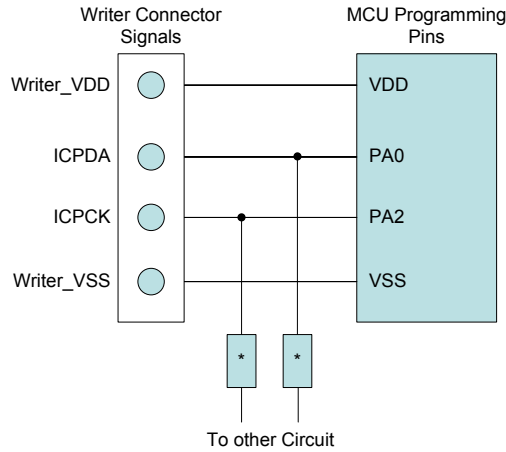 Writer Connector
Signals
MCU Programming
Pins
Writer_VDD
VDD
ICPDA
PA0
ICPCK
PA2
Writer_VSS
VSS
*
*
To other Circuit